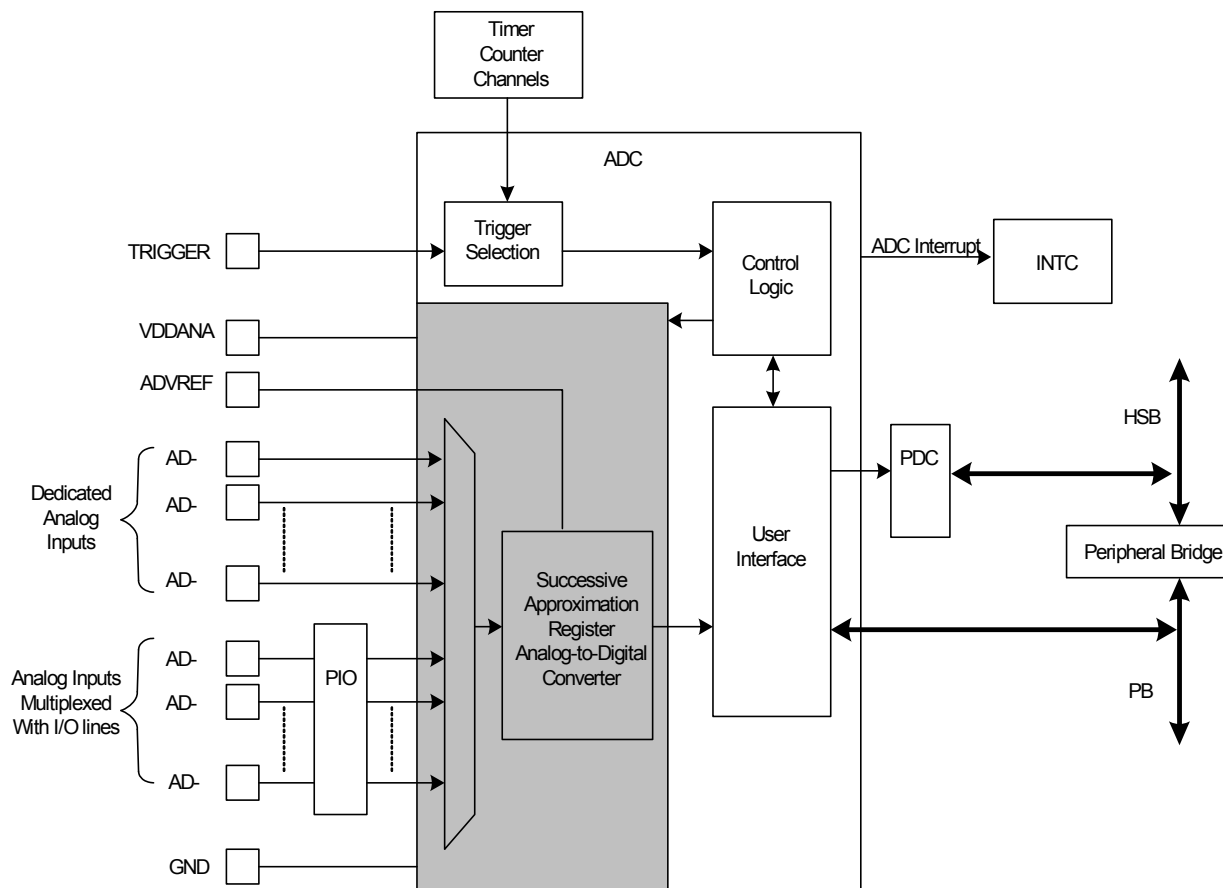 Timer
Counter
Channels
ADC
Trigger
Selection
TRIGGER
Control
Logic
ADC Interrupt
INTC
VDDANA
ADVREF
HSB
AD-
AD-
AD-
Dedicated
Analog
Inputs
PDC
User
Interface
Peripheral Bridge
Successive
Approximation
Register
Analog-to-Digital
Converter
AD-
AD-
AD-
Analog Inputs
Multiplexed
With I/O lines
PIO
PB
GND